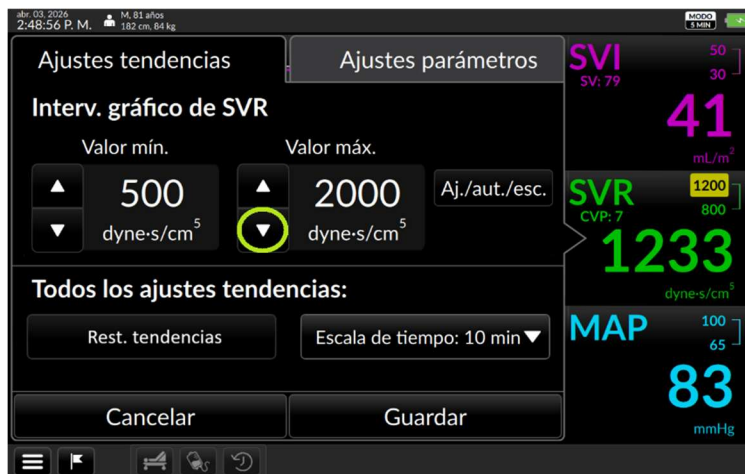 abr. 03, 2026
2:48:56 P. M.
M, 81 años
182 cm, 84 kg
MODO
5 MIN
Ajustes tendencias
Ajustes parámetros
Interv. gráfico de SVR
Valor mín.
Valor máx.
500
dyne·s/cm⁵
2000
dyne·s/cm⁵
Aj./aut./esc.
Todos los ajustes tendencias:
Rest. tendencias
Escala de tiempo: 10 min
Cancelar
Guardar
SVI
SV: 79
50
30
41
mL/m²
SVR
CVP: 7
1200
800
1233
dyne·s/cm⁵
MAP
100
65
83
mmHg